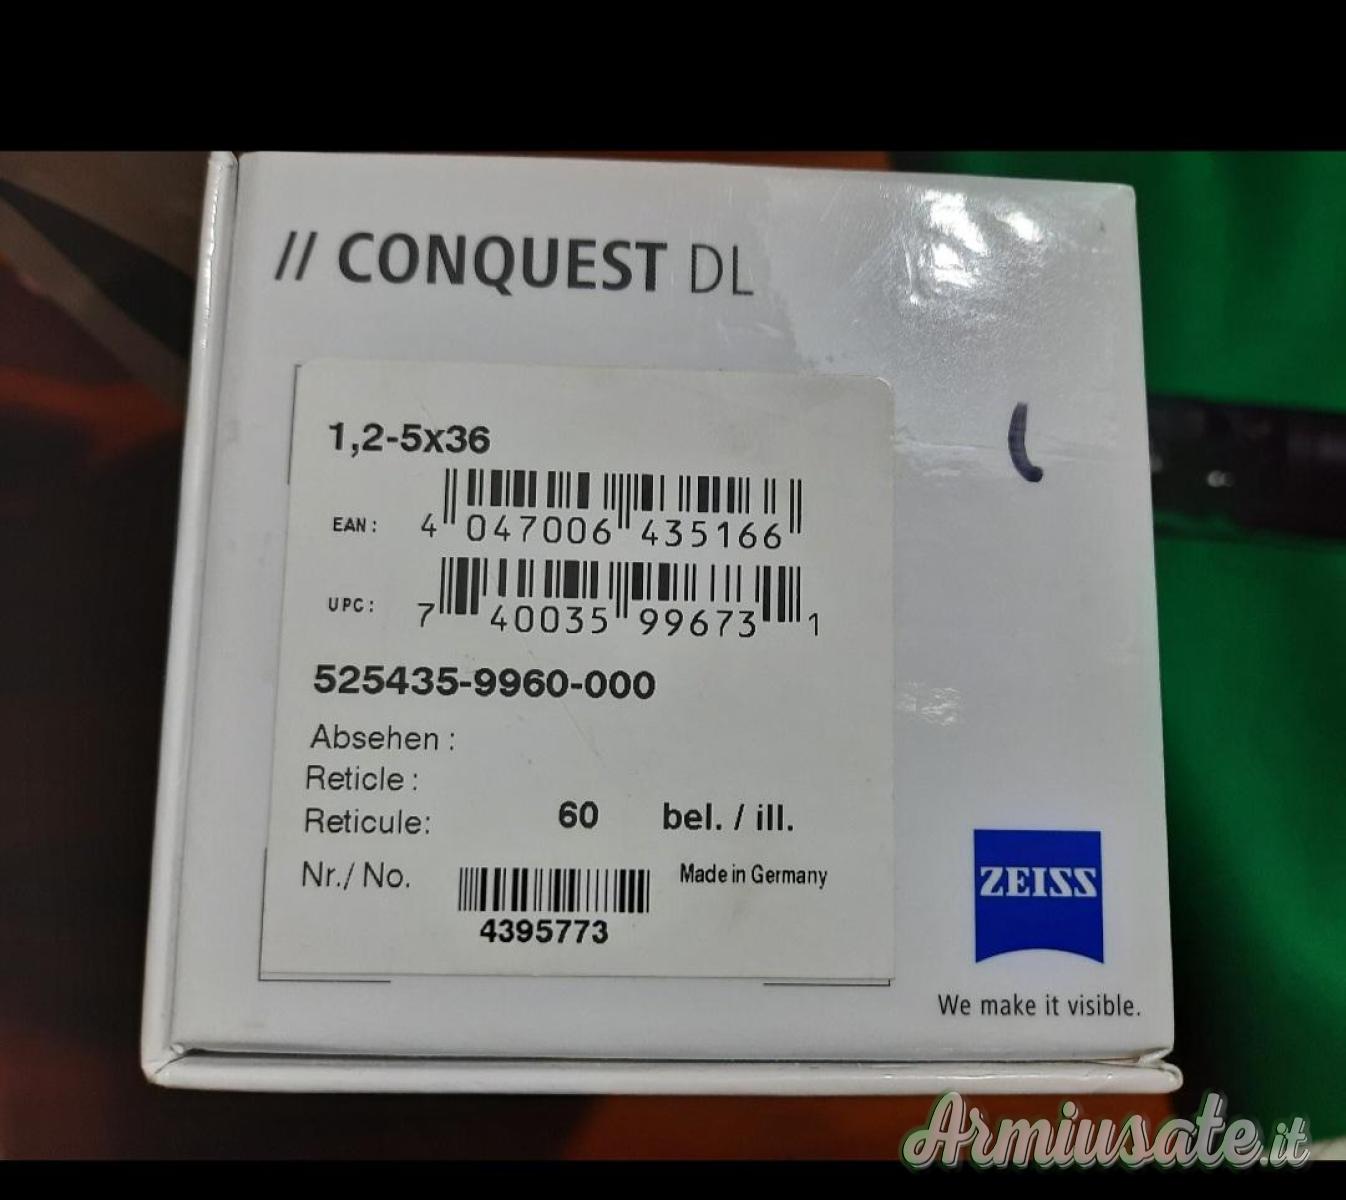 // CONQUEST DL
1,2-5x36
EAN: 4 047006 435166
UPC: 7 40035 99673 1
525435-9960-000
Absehen :
Reticle :
Reticule: 60 bel. / ill.
Nr./ No. Made in Germany
4395773
ZEISS
We make it visible.
Armiusate.it